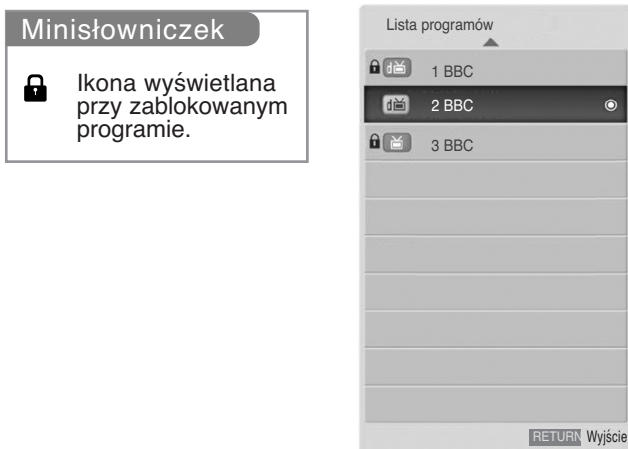 Minisłowniczek
Ikona wyświetlana
przy zablokowanym
programie.
Lista programów
1 BBC
2 BBC
3 BBC
RETURN Wyjście